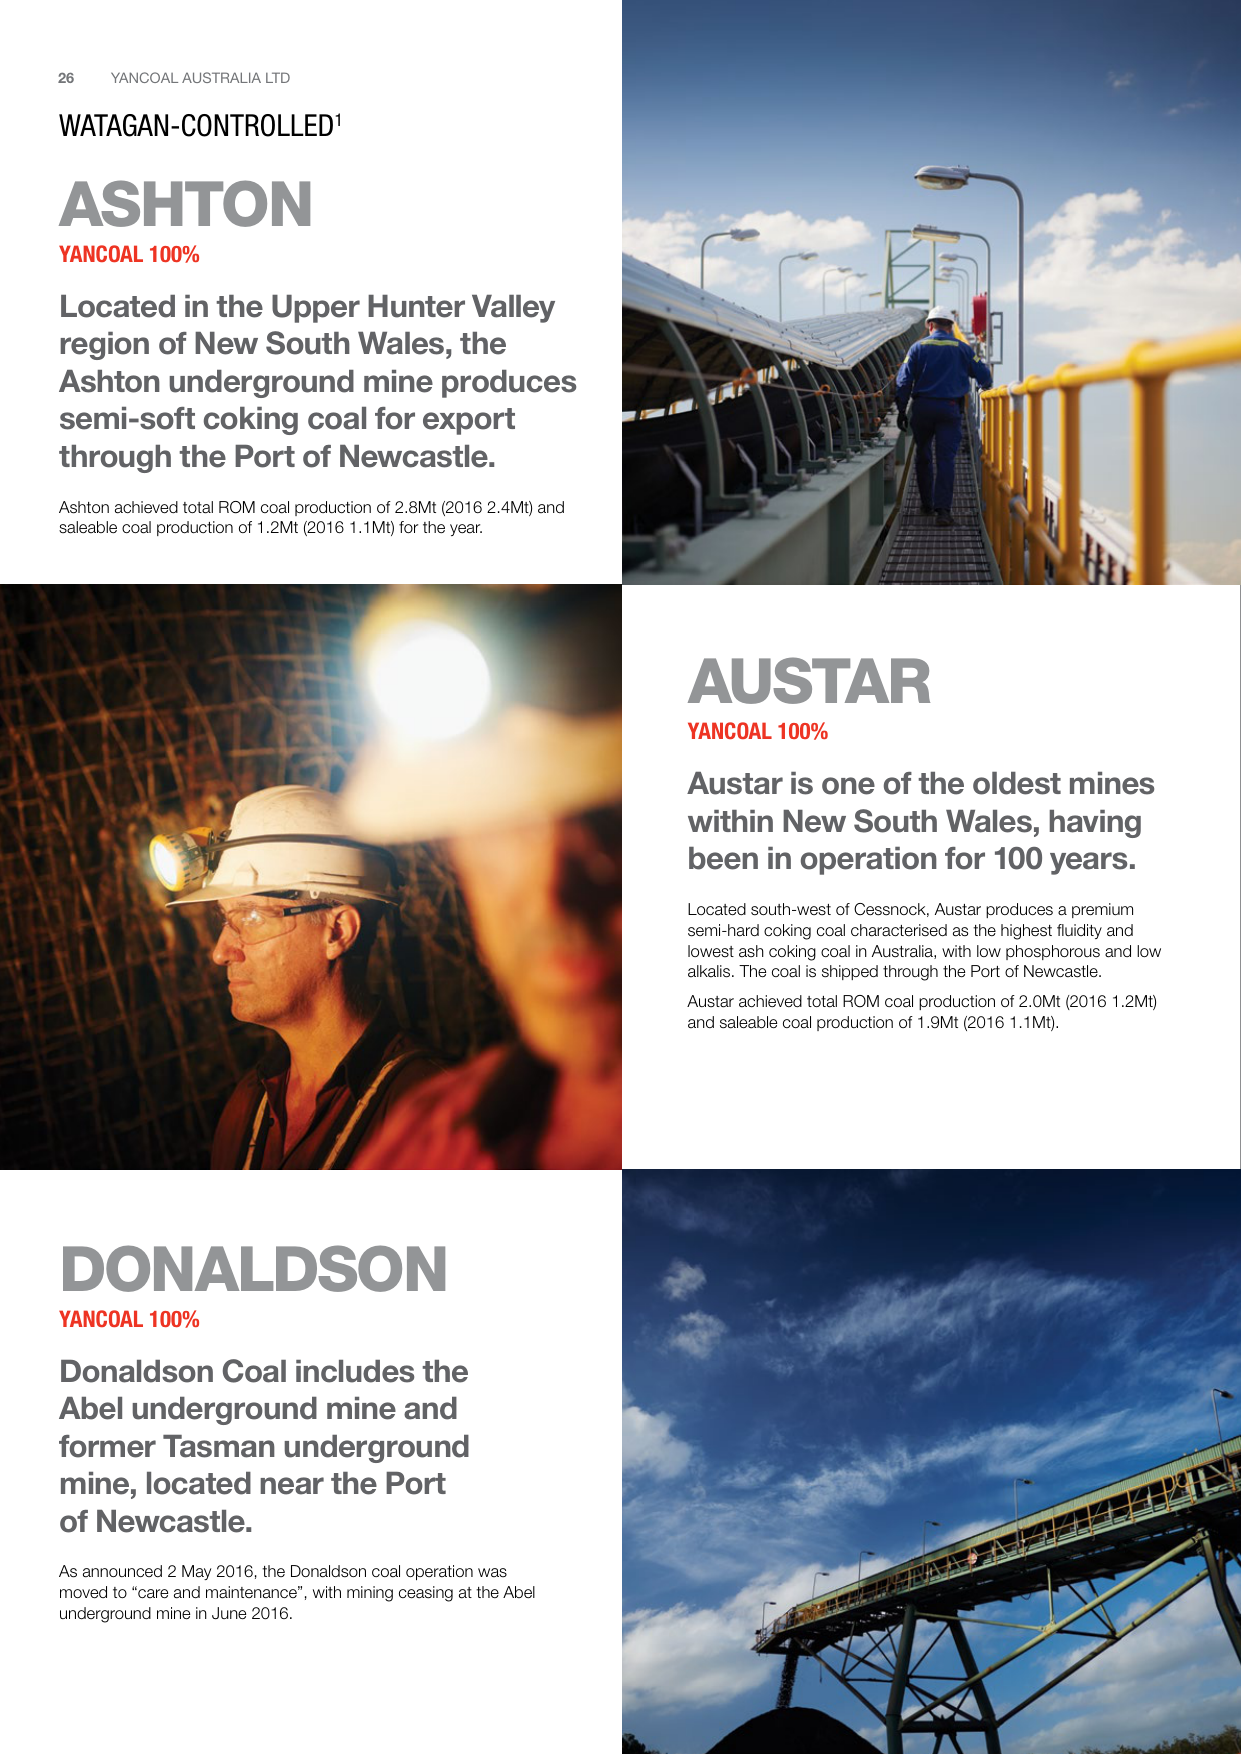 26 YANCOAL AUSTRALIA LTD
WATAGAN-CONTROLLED¹
ASHTON
YANCOAL 100%
Located in the Upper Hunter Valley
region of New South Wales, the
Ashton underground mine produces
semi-soft coking coal for export
through the Port of Newcastle.
Ashton achieved total ROM coal production of 2.8Mt (2016 2.4Mt) and
saleable coal production of 1.2Mt (2016 1.1Mt) for the year.
AUSTAR
YANCOAL 100%
Austar is one of the oldest mines
within New South Wales, having
been in operation for 100 years.
Located south-west of Cessnock, Austar produces a premium
semi-hard coking coal characterised as the highest fluidity and
lowest ash coking coal in Australia, with low phosphorous and low
alkalis. The coal is shipped through the Port of Newcastle.
Austar achieved total ROM coal production of 2.0Mt (2016 1.2Mt)
and saleable coal production of 1.9Mt (2016 1.1Mt).
DONALDSON
YANCOAL 100%
Donaldson Coal includes the
Abel underground mine and
former Tasman underground
mine, located near the Port
of Newcastle.
As announced 2 May 2016, the Donaldson coal operation was
moved to “care and maintenance”, with mining ceasing at the Abel
underground mine in June 2016.